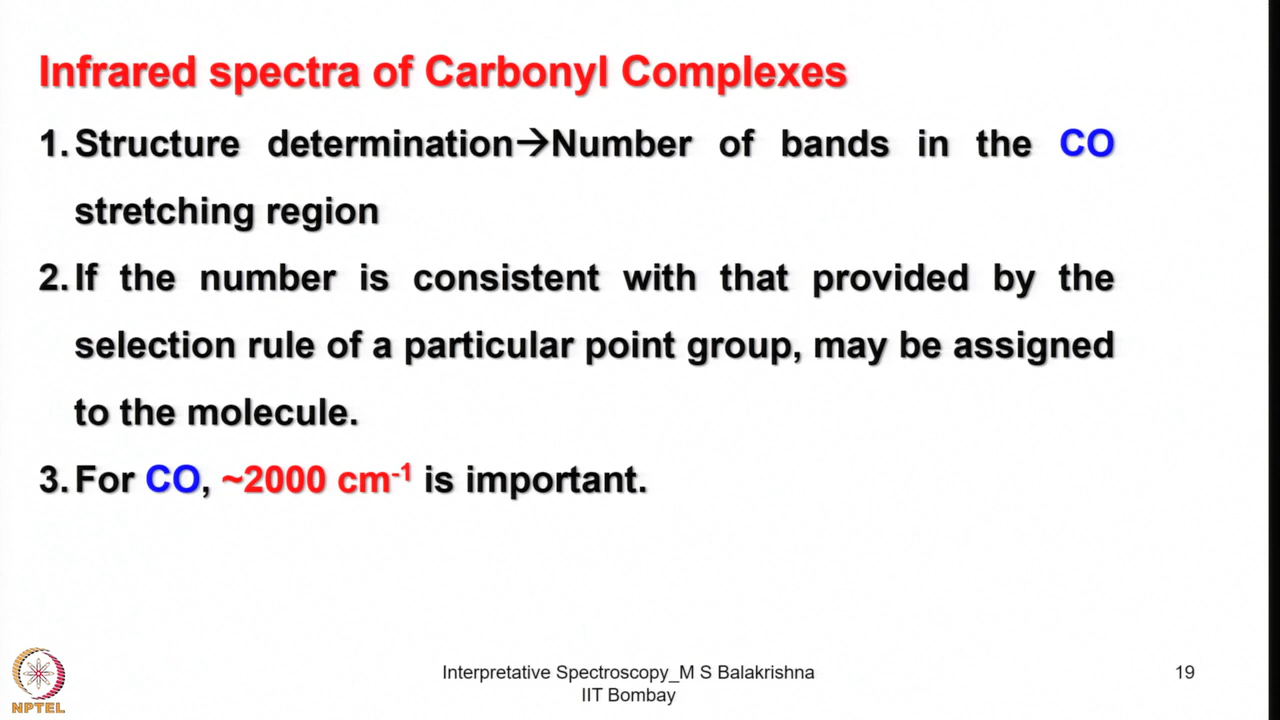 Infrared spectra of Carbonyl Complexes
1. Structure determination→Number of bands in the CO
stretching region
2. If the number is consistent with that provided by the
selection rule of a particular point group, may be assigned
to the molecule.
3. For CO, ~2000 cm⁻¹ is important.
Interpretative Spectroscopy_M S Balakrishna
IIT Bombay
19
NPTEL